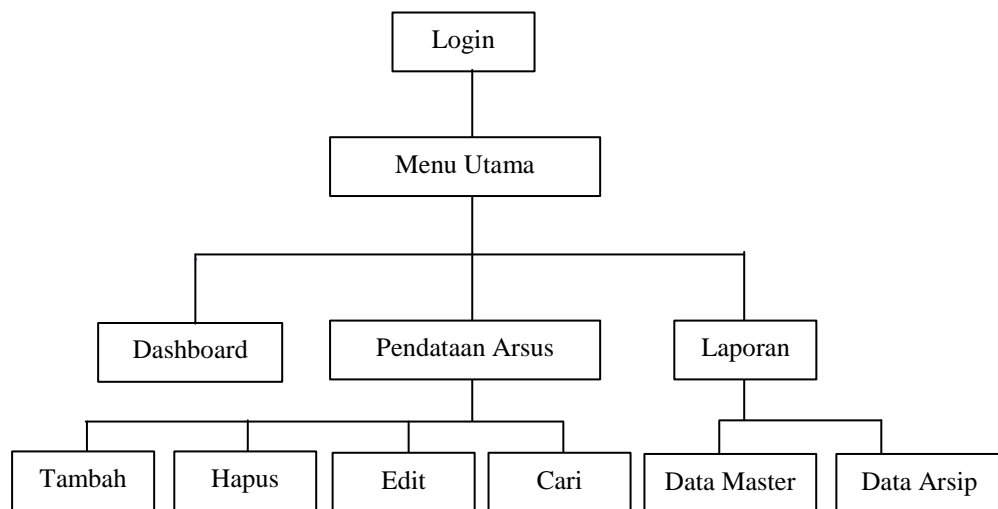 Login
Menu Utama
Dashboard
Pendataan Arsus
Laporan
Tambah
Hapus
Edit
Cari
Data Master
Data Arsip